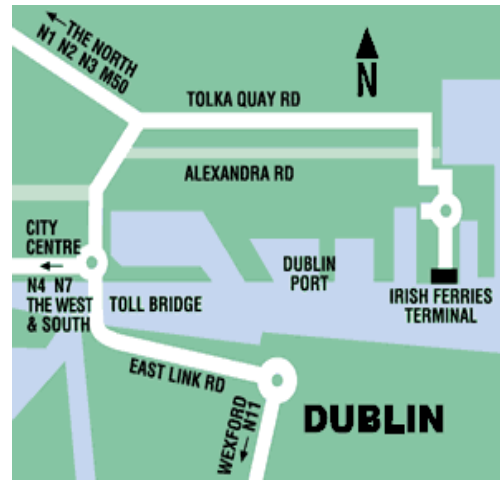 THE NORTH
N1 N2 N3 M50
N
TOLKA QUAY RD
ALEXANDRA RD
CITY
CENTRE
N4 N7
THE WEST
& SOUTH
TOLL BRIDGE
DUBLIN
PORT
IRISH FERRIES
TERMINAL
EAST LINK RD
WEXFORD
N11
DUBLIN